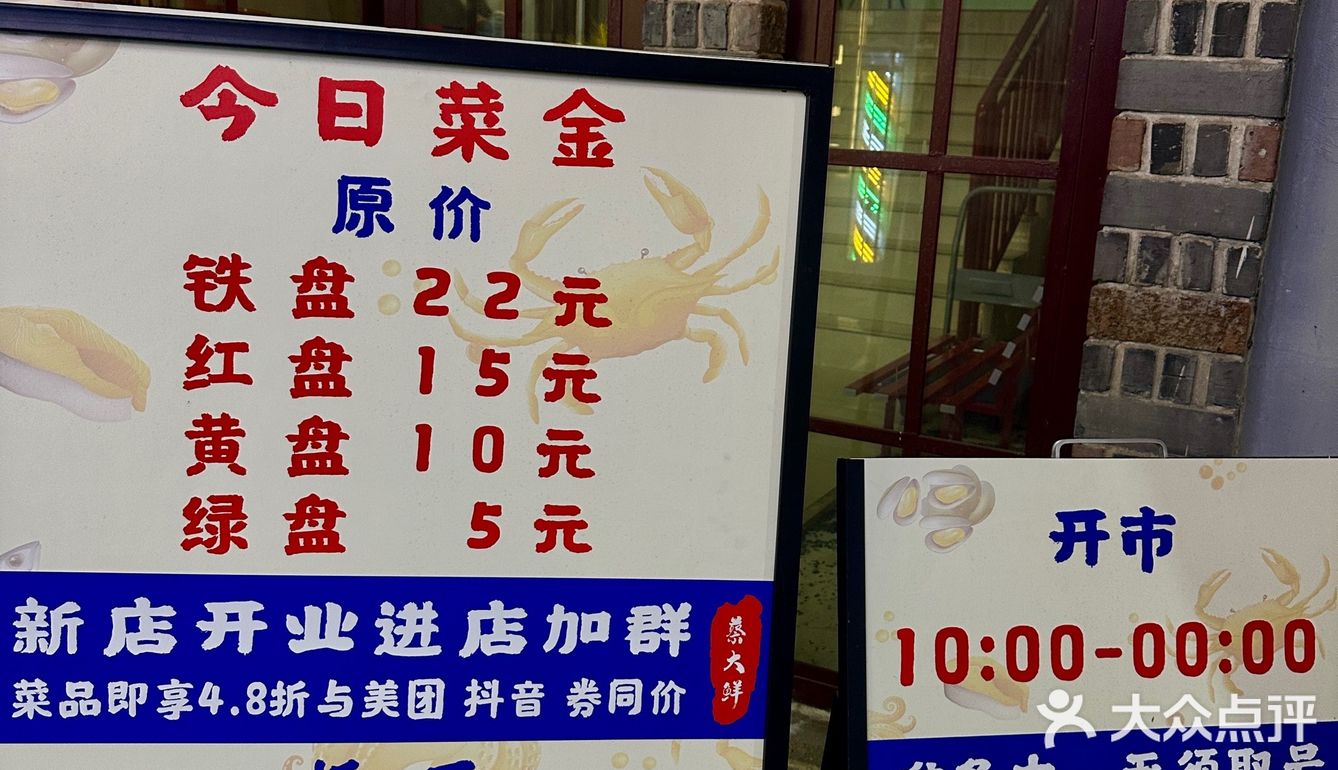 今日菜金
原价
铁盘 22元
红盘 15元
黄盘 10元
绿盘 5元
新店开业进店加群
菜品即享4.8折与美团 抖音 券同价
蔡大鲜
开市
10:00-00:00
大众点评